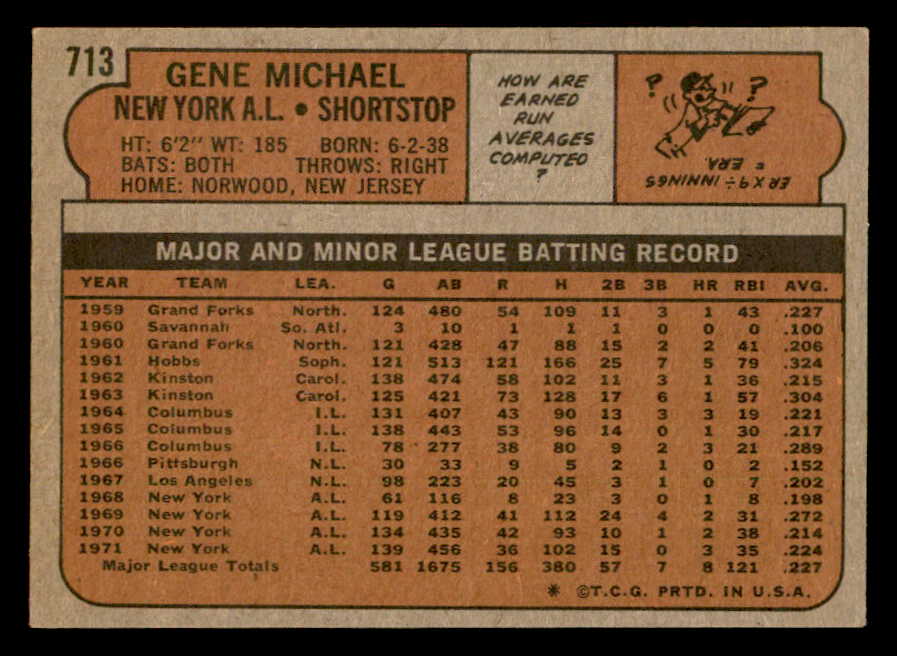 713
GENE MICHAEL
NEW YORK A.L. • SHORTSTOP
HT: 6'2" WT: 185 BORN: 6-2-38
BATS: BOTH THROWS: RIGHT
HOME: NORWOOD, NEW JERSEY
HOW ARE
EARNED
RUN
AVERAGES
COMPUTED
?
? ?
ER X 9 ÷ INNINGS
= ERA.
MAJOR AND MINOR LEAGUE BATTING RECORD
YEAR TEAM LEA. G AB R H 2B 3B HR RBI AVG.
1959 Grand Forks North. 124 480 54 109 11 3 1 43 .227
1960 Savannah So. Atl. 3 10 1 1 1 0 0 0 .100
1960 Grand Forks North. 121 428 47 88 15 2 2 41 .206
1961 Hobbs Soph. 121 513 121 166 25 7 5 79 .324
1962 Kinston Carol. 138 474 58 102 11 3 1 36 .215
1963 Kinston Carol. 125 421 73 128 17 6 1 57 .304
1964 Columbus I.L. 131 407 43 90 13 3 3 19 .221
1965 Columbus I.L. 138 443 53 96 14 0 1 30 .217
1966 Columbus I.L. 78 277 38 80 9 2 3 21 .289
1966 Pittsburgh N.L. 30 33 9 5 2 1 0 2 .152
1967 Los Angeles N.L. 98 223 20 45 3 1 0 7 .202
1968 New York A.L. 61 116 8 23 3 0 1 8 .198
1969 New York A.L. 119 412 41 112 24 4 2 31 .272
1970 New York A.L. 134 435 42 93 10 1 2 38 .214
1971 New York A.L. 139 456 36 102 15 0 3 35 .224
Major League Totals 581 1675 156 380 57 7 8 121 .227
* ©T.C.G. PRTD. IN U.S.A.